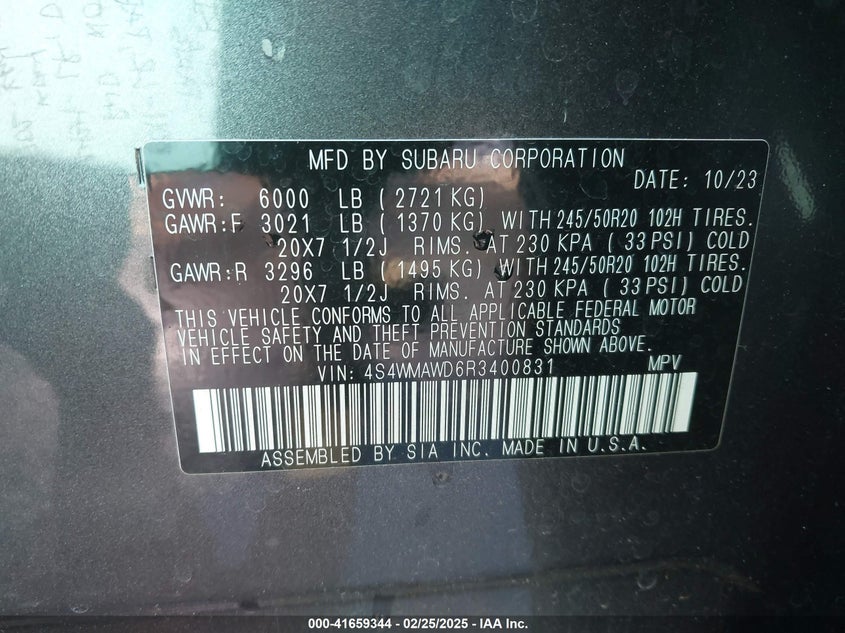 MFD BY SUBARU CORPORATION
DATE: 10/23
GVWR: 6000 LB ( 2721 KG)
GAWR:F 3021 LB ( 1370 KG) WITH 245/50R20 102H TIRES.
20X7 1/2J RIMS. AT 230 KPA ( 33 PSI) COLD
GAWR:R 3296 LB ( 1495 KG) WITH 245/50R20 102H TIRES.
20X7 1/2J RIMS. AT 230 KPA ( 33 PSI) COLD
THIS VEHICLE CONFORMS TO ALL APPLICABLE FEDERAL MOTOR
VEHICLE SAFETY AND THEFT PREVENTION STANDARDS
IN EFFECT ON THE DATE OF MANUFACTURE SHOWN ABOVE.
VIN: 4S4WMAWD6R3400831 MPV
ASSEMBLED BY SIA INC. MADE IN U.S.A.
000-41659344 / 02/25/2025 - IAA Inc.